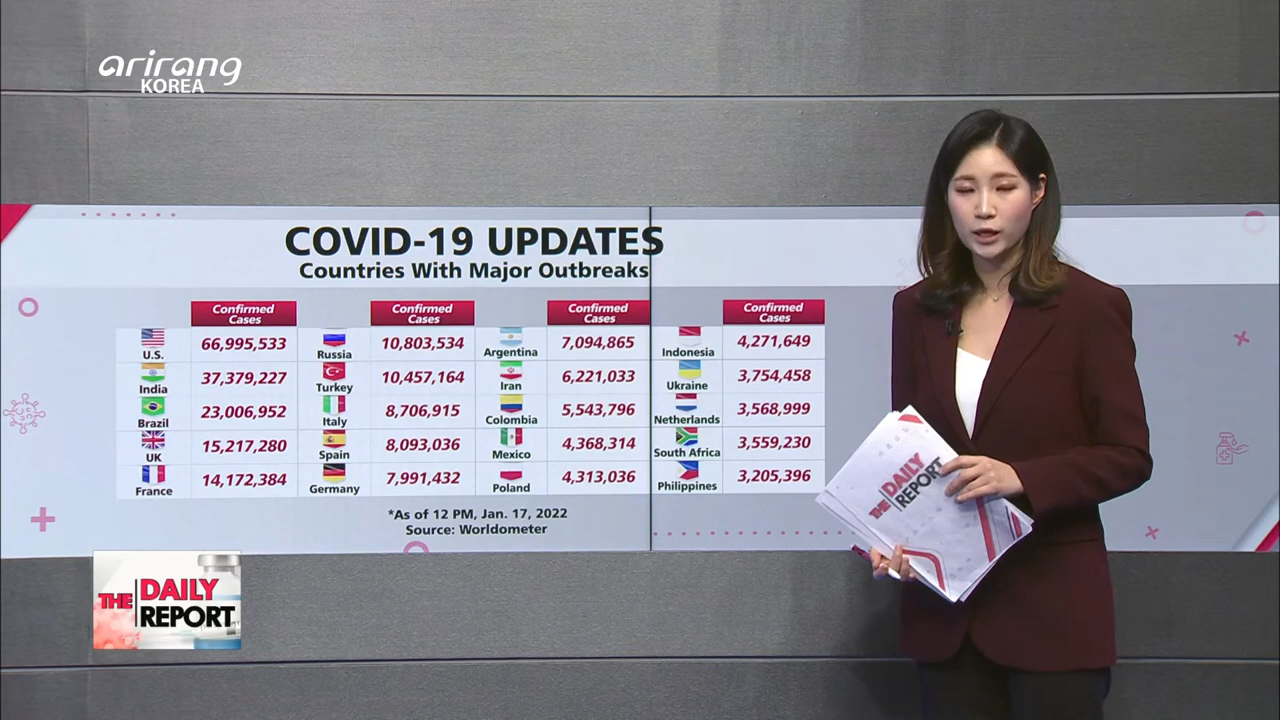 arirang
KOREA
COVID-19 UPDATES
Countries With Major Outbreaks
Confirmed Cases
Confirmed Cases
Confirmed Cases
Confirmed Cases
U.S. 66,995,533 Russia 10,803,534 Argentina 7,094,865 Indonesia 4,271,649
India 37,379,227 Turkey 10,457,164 Iran 6,221,033 Ukraine 3,754,458
Brazil 23,006,952 Italy 8,706,915 Colombia 5,543,796 Netherlands 3,568,999
UK 15,217,280 Spain 8,093,036 Mexico 4,368,314 South Africa 3,559,230
France 14,172,384 Germany 7,991,432 Poland 4,313,036 Philippines 3,205,396
*As of 12 PM, Jan. 17, 2022
Source: Worldometer
THE DAILY
REPORT
THE DAILY
REPORT